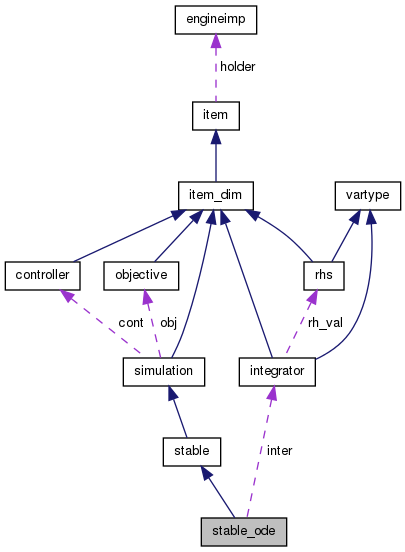 engineimp
holder
item
item_dim
vartype
controller
objective
rhs
cont
obj
rh_val
simulation
integrator
stable
inter
stable_ode